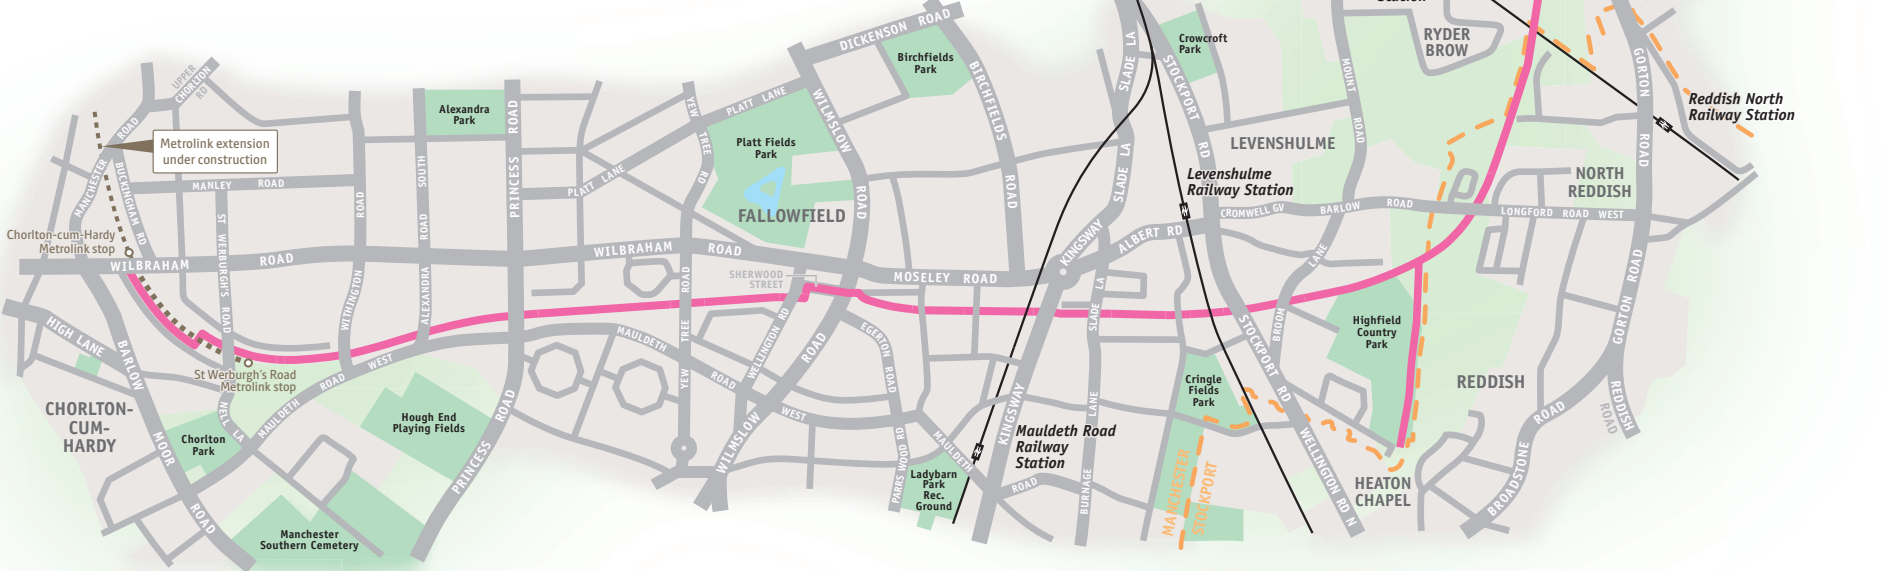 Station
DICKENSON ROAD
Birchfields
Park
BIRCHFIELDS
ROAD
SLADE LA
Crowcroft
Park
STOCKPORT
RD
MOUNT
ROAD
RYDER
BROW
GORTON
ROAD
Reddish North
Railway Station
UPPER
CHORLTON
RD
Alexandra
Park
ROAD
PRINCESS
YEW TREE
RD
PLATT LANE
WILMSLOW
ROAD
Platt Fields
Park
FALLOWFIELD
Metrolink extension
under construction
MANCHESTER
ROAD
BUCKINGHAM RD
MANLEY ROAD
ROAD
SOUTH
ROAD
PLATT LANE
SLADE LA
LEVENSHULME
Levenshulme
Railway Station
NORTH
REDDISH
CROMWELL GV
BARLOW ROAD
LONGFORD ROAD WEST
Chorlton-cum-Hardy
Metrolink stop
WILBRAHAM ROAD
ST WERBURGH'S ROAD
WITHINGTON
ALEXANDRA
WILBRAHAM ROAD
SHERWOOD
STREET
MOSELEY ROAD
KINGSWAY
ALBERT RD
LANE
BROOM
GORTON ROAD
HIGH LANE
BARLOW
MOOR
ROAD
St Werburgh's Road
Metrolink stop
NELL LA
MAULDETH ROAD WEST
MAULDETH
ROAD
WEST
YEW TREE ROAD
WELLINGTON RD
WILMSLOW ROAD
EGERTON
ROAD
SLADE LA
STOCKPORT RD
Highfield
Country
Park
REDDISH
REDDISH
ROAD
CHORLTON-
CUM-
HARDY
Chorlton
Park
Hough End
Playing Fields
PRINCESS ROAD
Manchester
Southern Cemetery
PARKS WOOD RD
MAULDETH
ROAD
Ladybarn
Park
Rec.
Ground
KINGSWAY
Mauldeth Road
Railway
Station
BURNAGE LANE
Cringle
Fields
Park
MANCHESTER
STOCKPORT
WELLINGTON RD N
HEATON
CHAPEL
BROADSTONE ROAD